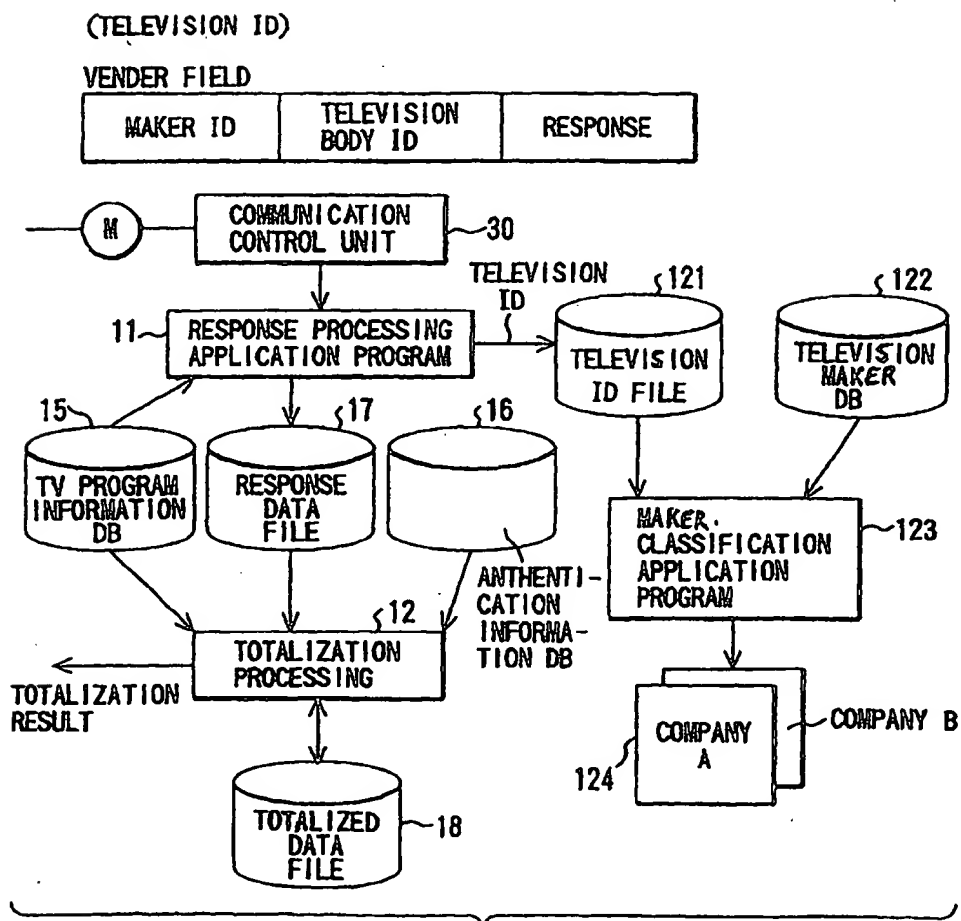 (TELEVISION ID)
VENDER FIELD
MAKER ID
TELEVISION
BODY ID
RESPONSE
M
COMMUNICATION
CONTROL UNIT
30
11
RESPONSE PROCESSING
APPLICATION PROGRAM
TELEVISION
ID
121
TELEVISION
ID FILE
122
TELEVISION
MAKER
DB
15
TV PROGRAM
INFORMATION
DB
17
RESPONSE
DATA
FILE
16
ANTHENTI-
CATION
INFORMA-
TION DB
MAKER.
CLASSIFICATION
APPLICATION
PROGRAM
123
12
TOTALIZATION
PROCESSING
TOTALIZATION
RESULT
COMPANY
A
COMPANY B
124
TOTALIZED
DATA
FILE
18